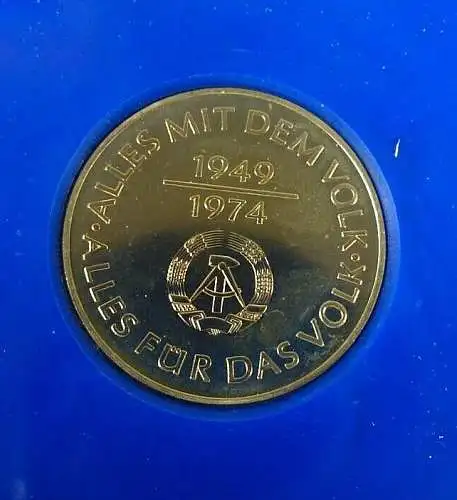 · ALLES MIT DEM VOLK ·
1949
1974
ALLES FÜR DAS VOLK